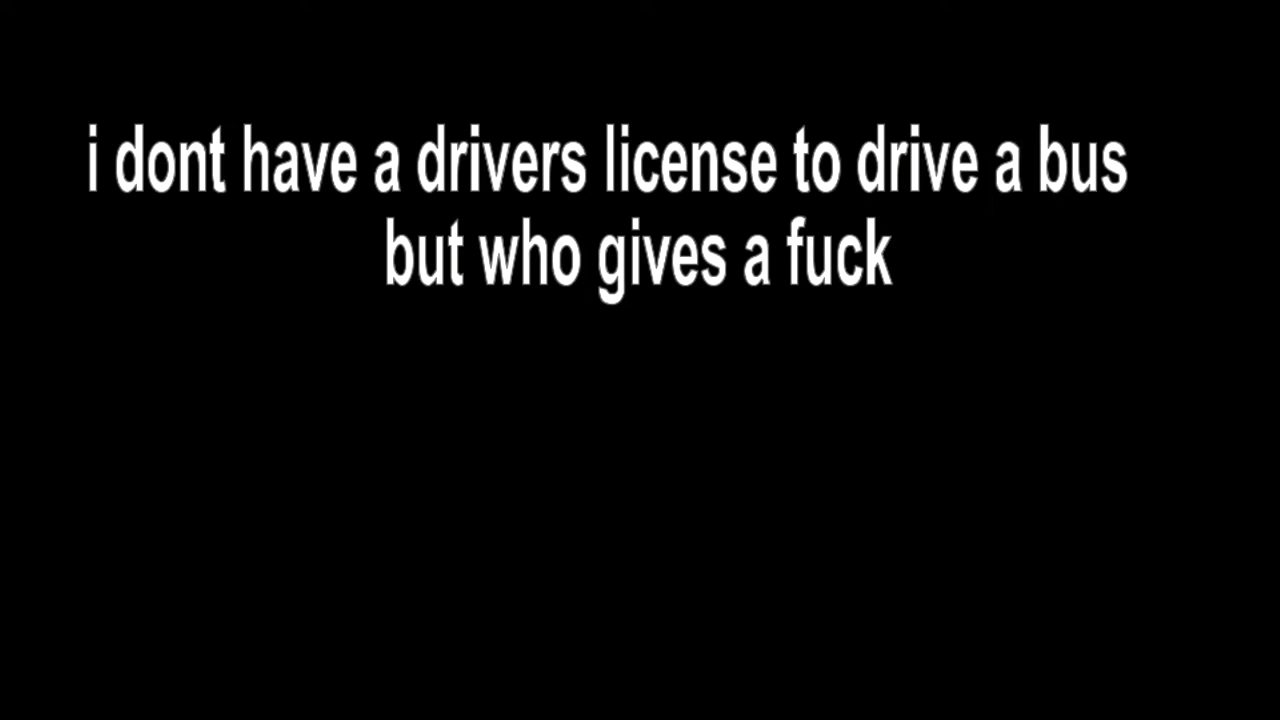 i dont have a drivers license to drive a bus
but who gives a fuck